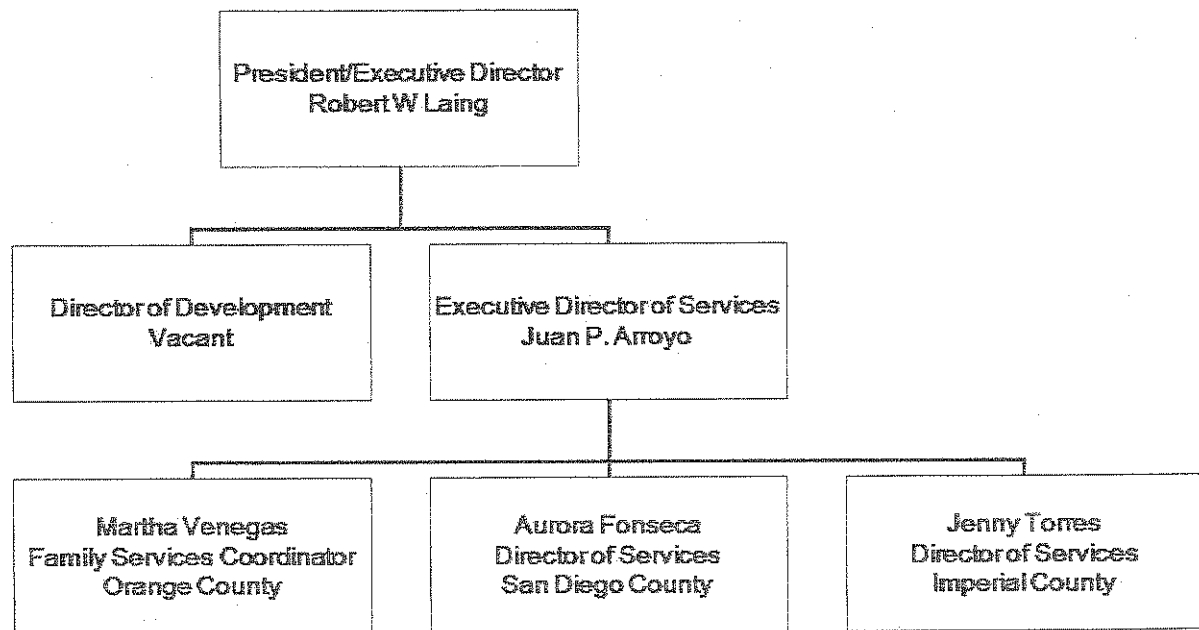 President/Executive Director
Robert W Laing
Director of Development
Vacant
Executive Director of Services
Juan P. Arroyo
Martha Venegas
Family Services Coordinator
Orange County
Aurora Fonseca
Director of Services
San Diego County
Jenny Torres
Director of Services
Imperial County